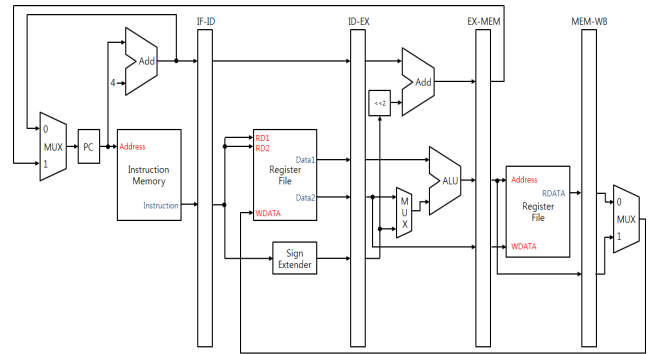 IF-ID
ID-EX
EX-MEM
MEM-WB
Add
4
Add
<<2
0
MUX
1
PC
Address
Instruction
Memory
Instruction
RD1
RD2
Register
File
Data1
Data2
WDATA
Sign
Extender
M
U
X
ALU
Address
RDATA
Register
File
WDATA
0
MUX
1